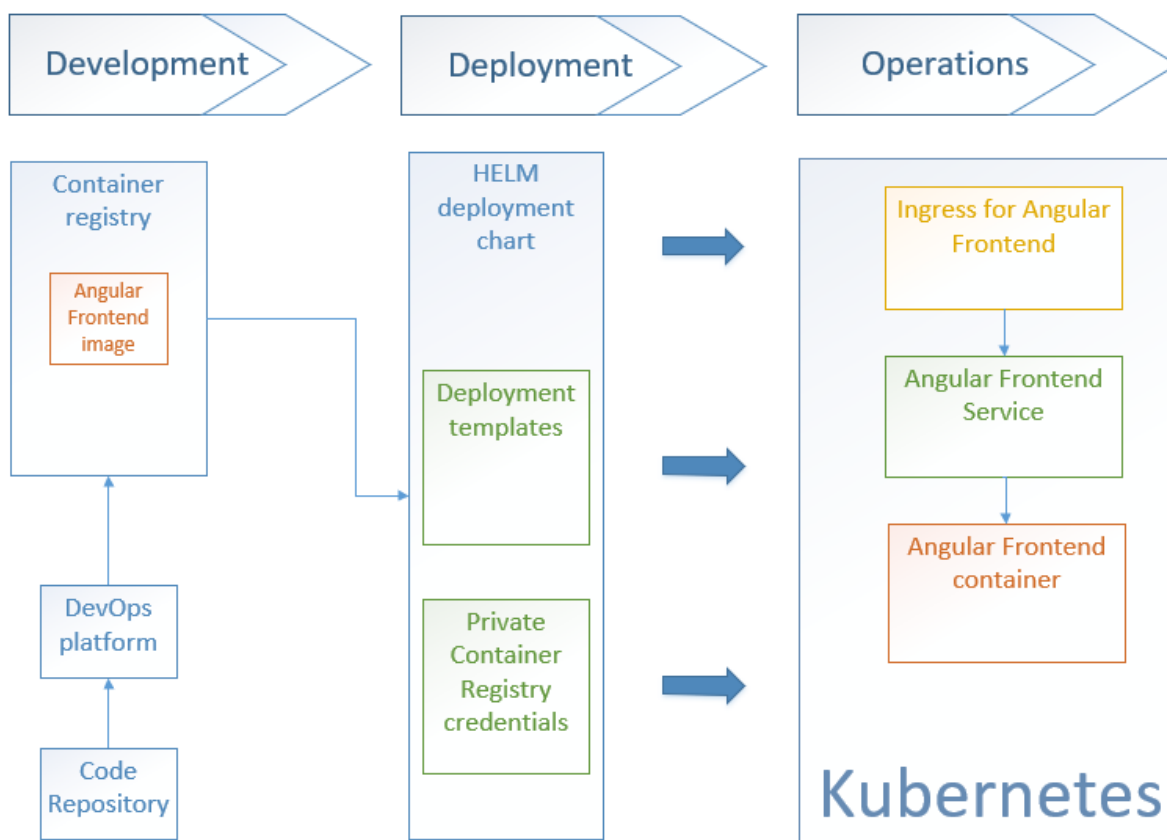 Development
Deployment
Operations
Container
registry
Angular
Frontend
image
DevOps
platform
Code
Repository
HELM
deployment
chart
Deployment
templates
Private
Container
Registry
credentials
Ingress for Angular
Frontend
Angular Frontend
Service
Angular Frontend
container
Kubernetes